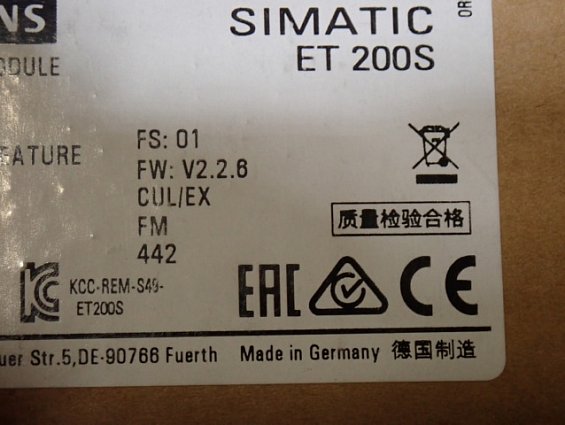 NS SIMATIC
ET 200S
OR
ODULE
EATURE
FS: 01
FW: V2.2.6
CUL/EX
FM
442
质量检验合格
KCC-REM-S49-
ET200S
EAC CE
uer Str.5,DE-90766 Fuerth Made in Germany 德国制造